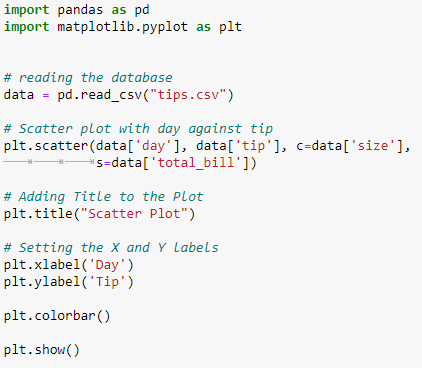 import pandas as pd
import matplotlib.pyplot as plt
# reading the database
data = pd.read_csv("tips.csv")
# Scatter plot with day against tip
plt.scatter(data['day'], data['tip'], c=data['size'],
s=data['total_bill'])
# Adding Title to the Plot
plt.title("Scatter Plot")
# Setting the X and Y labels
plt.xlabel('Day')
plt.ylabel('Tip')
plt.colorbar()
plt.show()